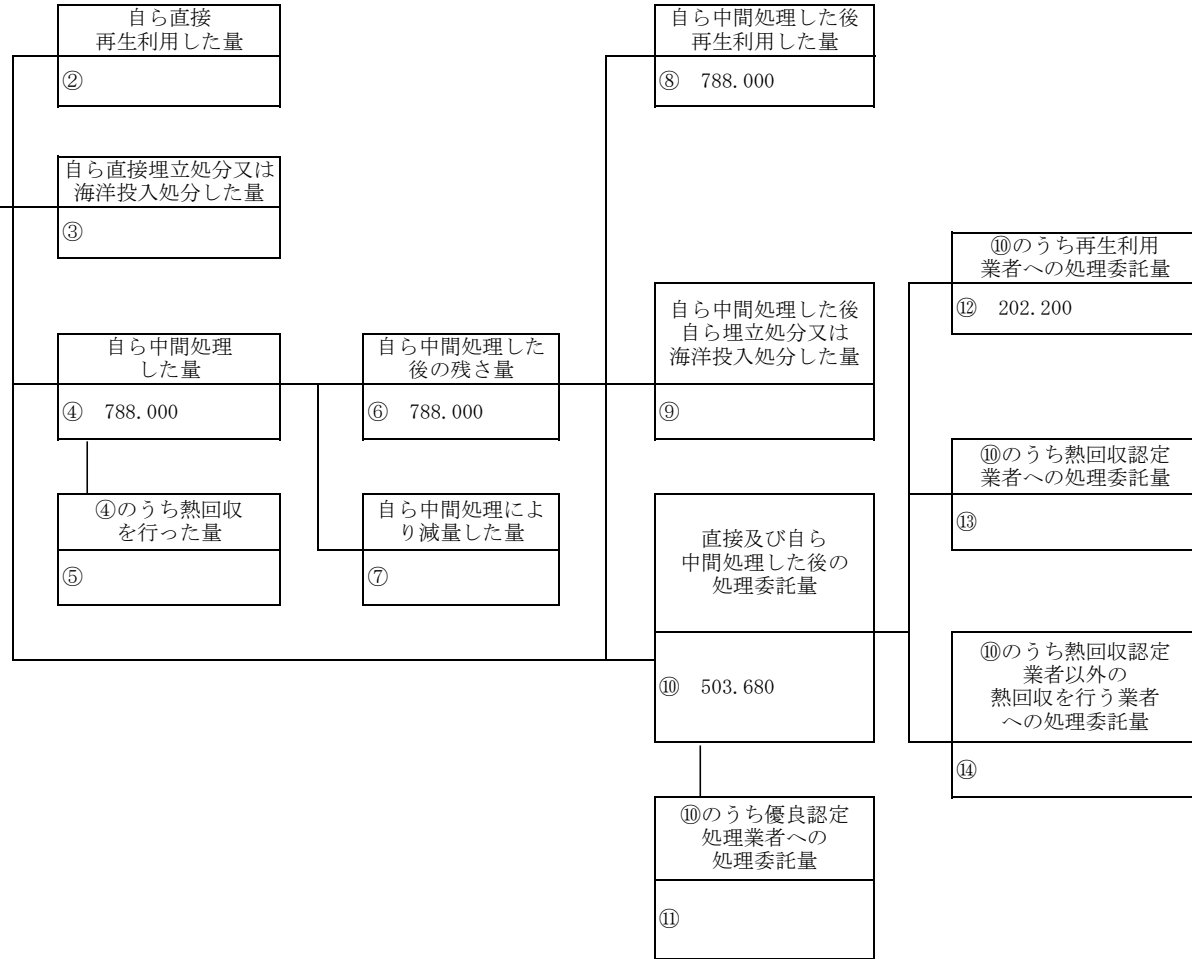 自ら直接
再生利用した量
②
自ら直接埋立処分又は
海洋投入処分した量
③
自ら中間処理
した量
④ 788.000
④のうち熱回収
を行った量
⑤
自ら中間処理した
後の残さ量
⑥ 788.000
自ら中間処理によ
り減量した量
⑦
自ら中間処理した後
再生利用した量
⑧ 788.000
自ら中間処理した後
自ら埋立処分又は
海洋投入処分した量
⑨
直接及び自ら
中間処理した後の
処理委託量
⑩ 503.680
⑩のうち優良認定
処理業者への
処理委託量
⑪
⑩のうち再生利用
業者への処理委託量
⑫ 202.200
⑩のうち熱回収認定
業者への処理委託量
⑬
⑩のうち熱回収認定
業者以外の
熱回収を行う業者
への処理委託量
⑭